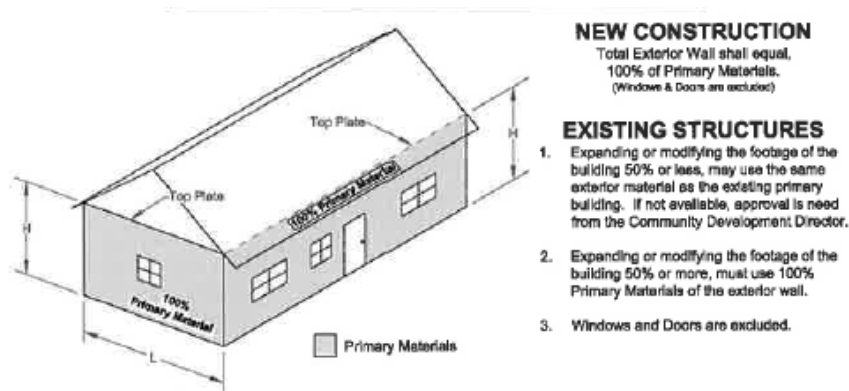 NEW CONSTRUCTION
Total Exterior Wall shall equal,
100% of Primary Materials.
(Windows & Doors are excluded)
EXISTING STRUCTURES
1. Expanding or modifying the footage of the
building 50% or less, may use the same
exterior material as the existing primary
building. If not available, approval is need
from the Community Development Director.
2. Expanding or modifying the footage of the
building 50% or more, must use 100%
Primary Materials of the exterior wall.
3. Windows and Doors are excluded.
Top Plate
H
Top Plate
100% Primary Material
H
100%
Primary Material
L
Primary Materials